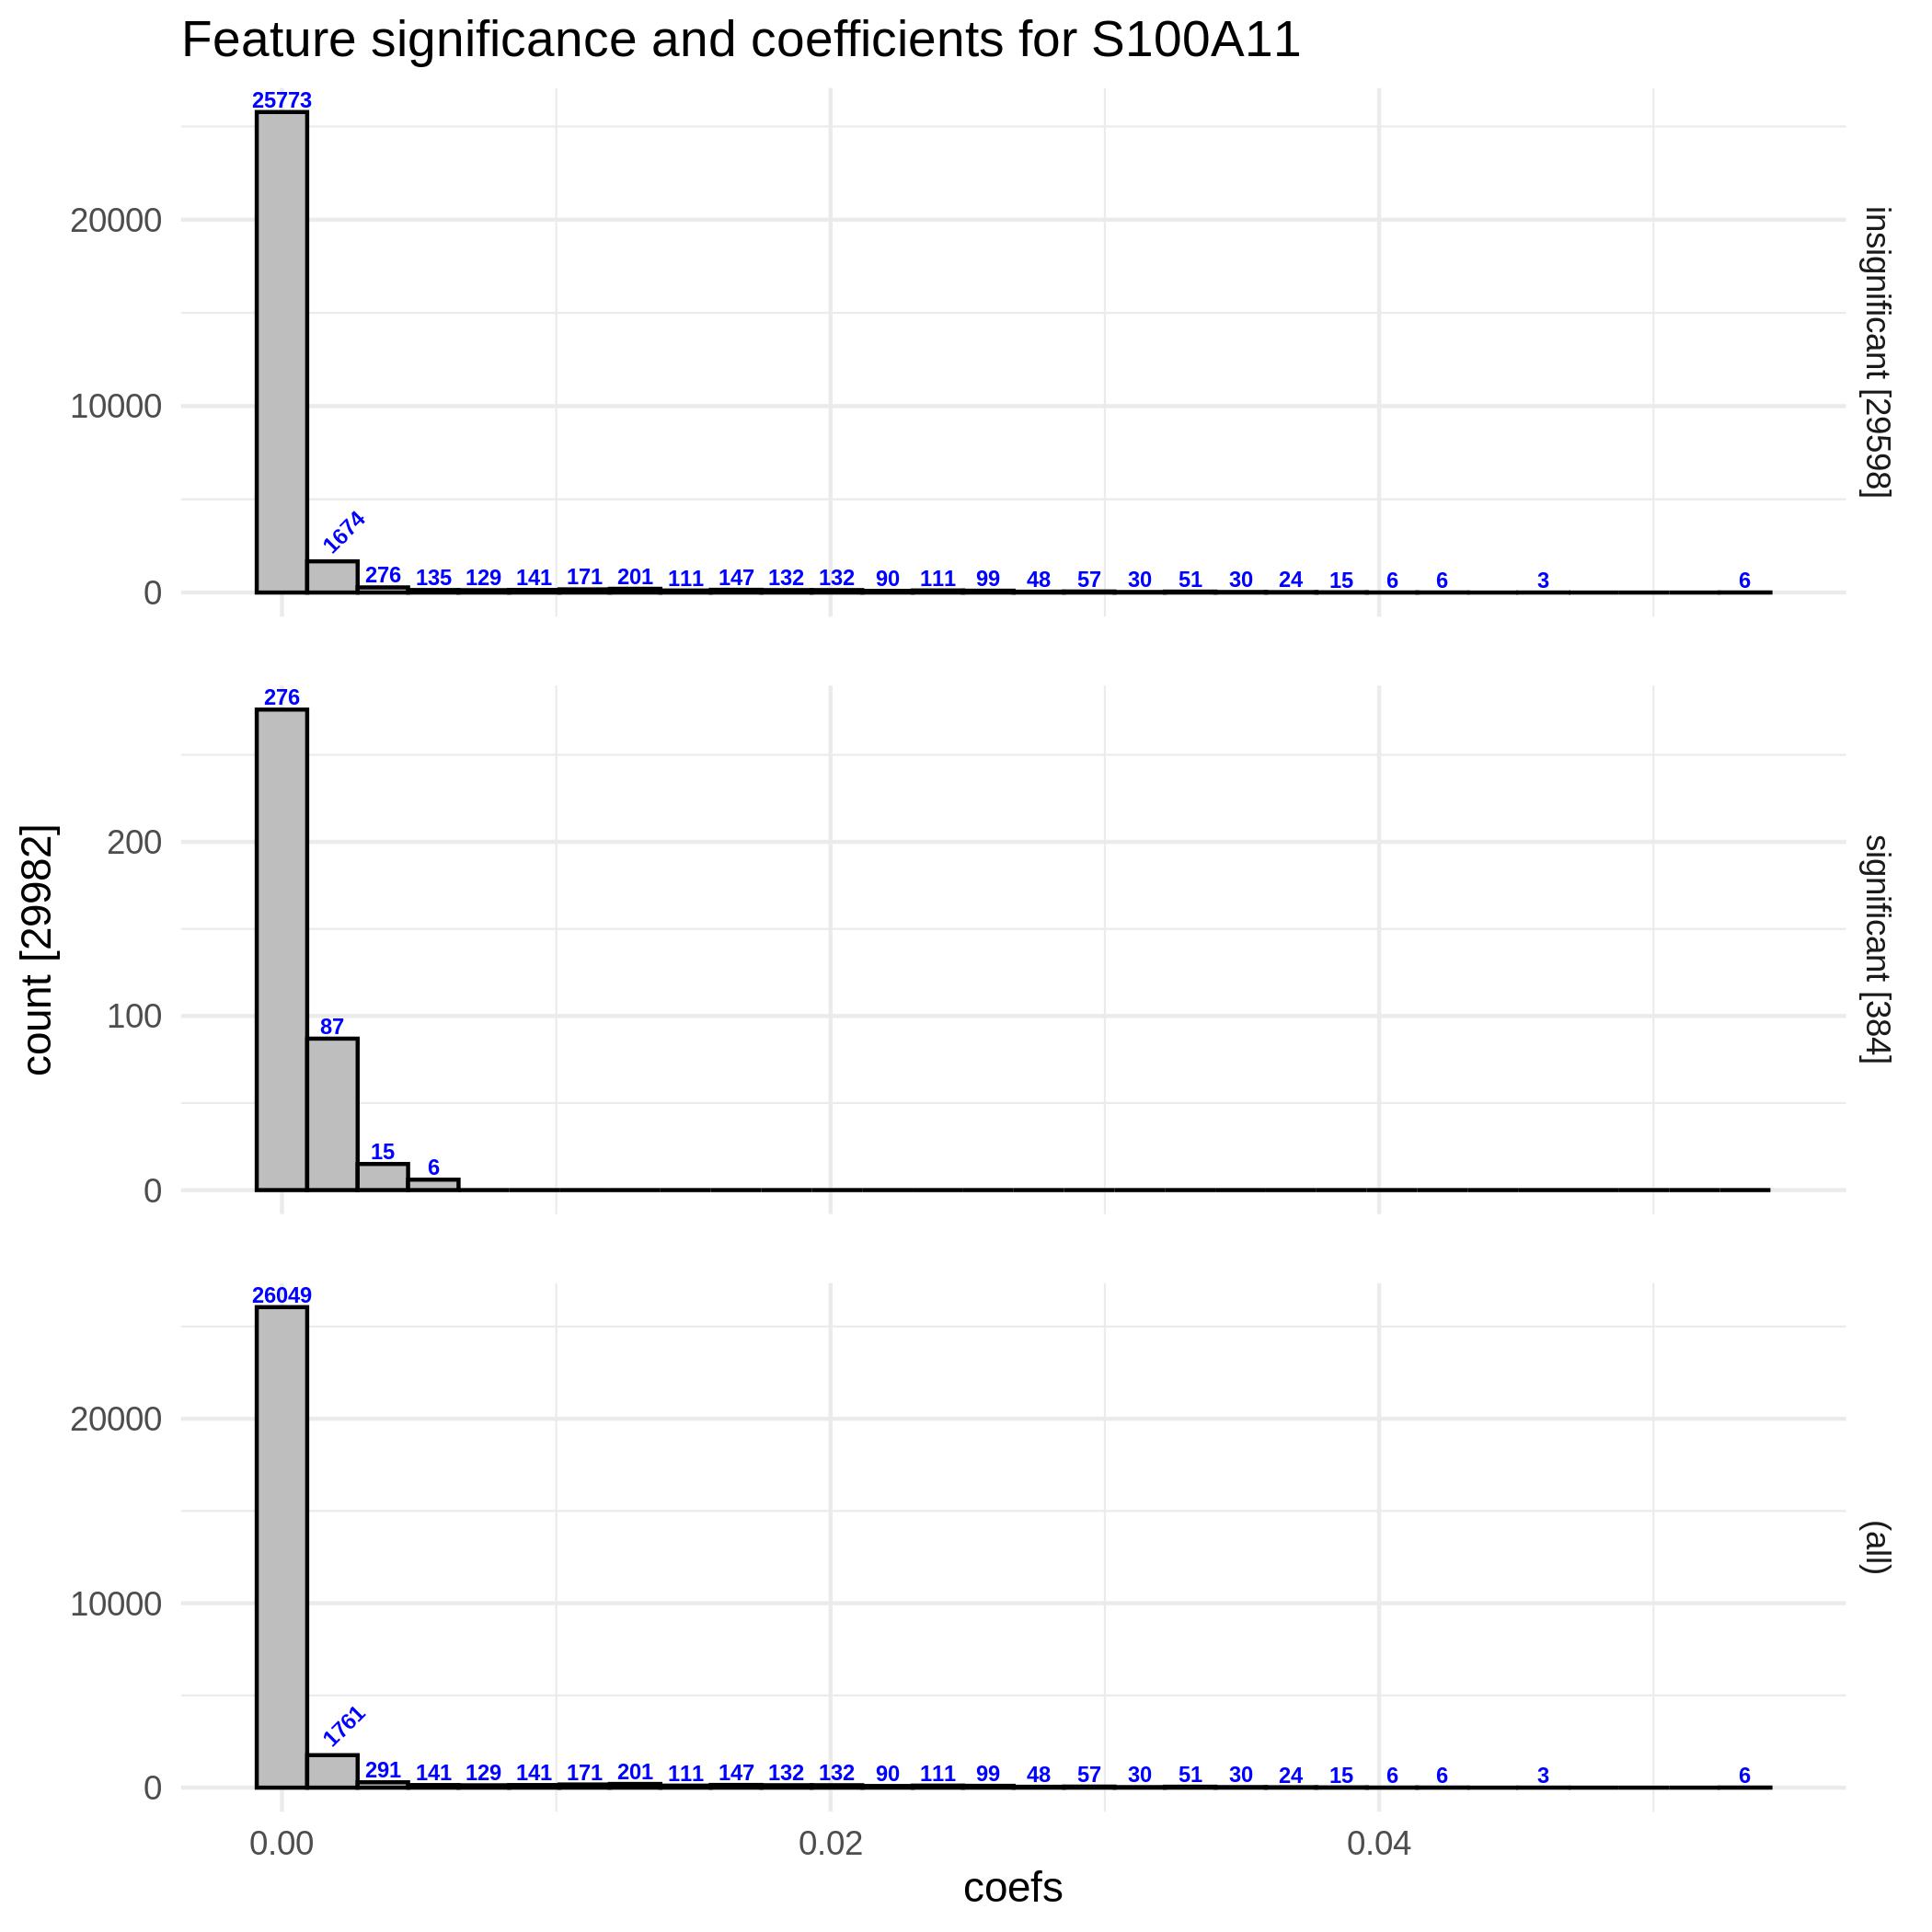 Feature significance and coefficients for S100A11
25773
20000
10000
1674
276 135 129 141 171 201 111 147 132 132 90 111 99 48 57 30 51 30 24 15 6 6 3 6
0
insignificant [29598]
276
200
100
87
15
6
0
significant [384]
count [29982]
26049
20000
10000
1761
291 141 129 141 171 201 111 147 132 132 90 111 99 48 57 30 51 30 24 15 6 6 3 6
0
(all)
0.00 0.02 0.04
coefs